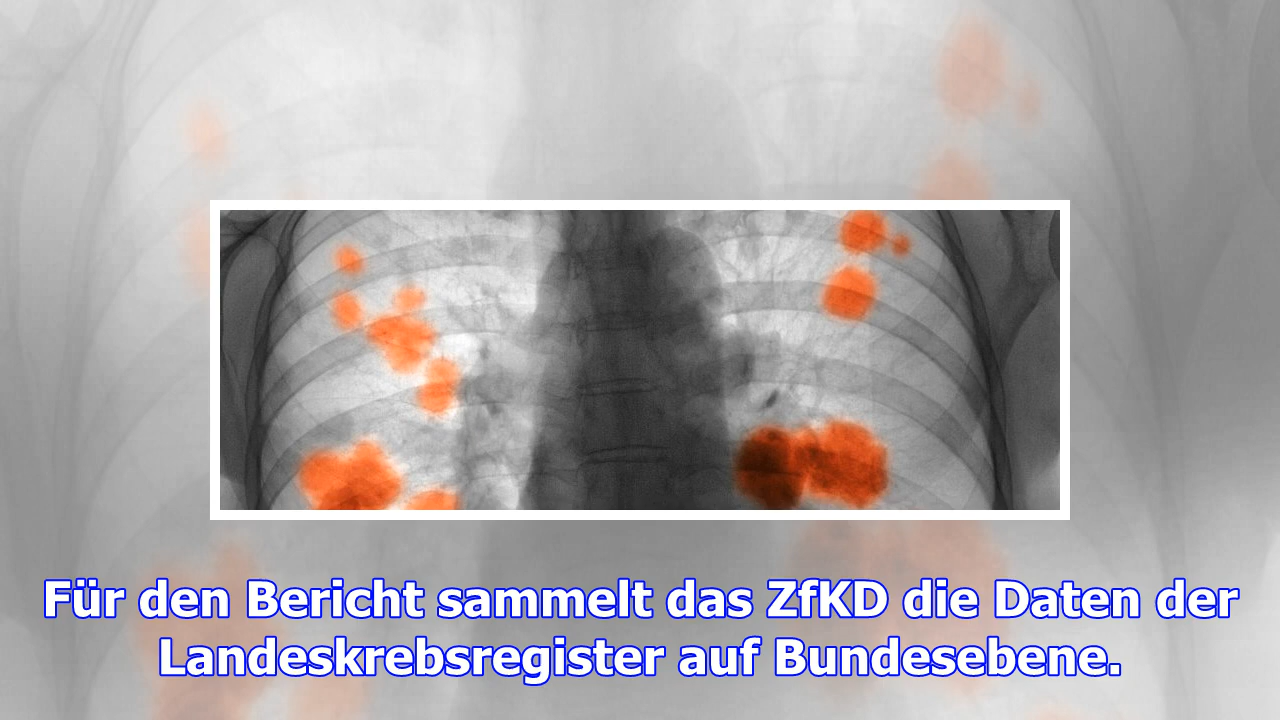 Für den Bericht sammelt das ZfKD die Daten der
Landeskrebsregister auf Bundesebene.